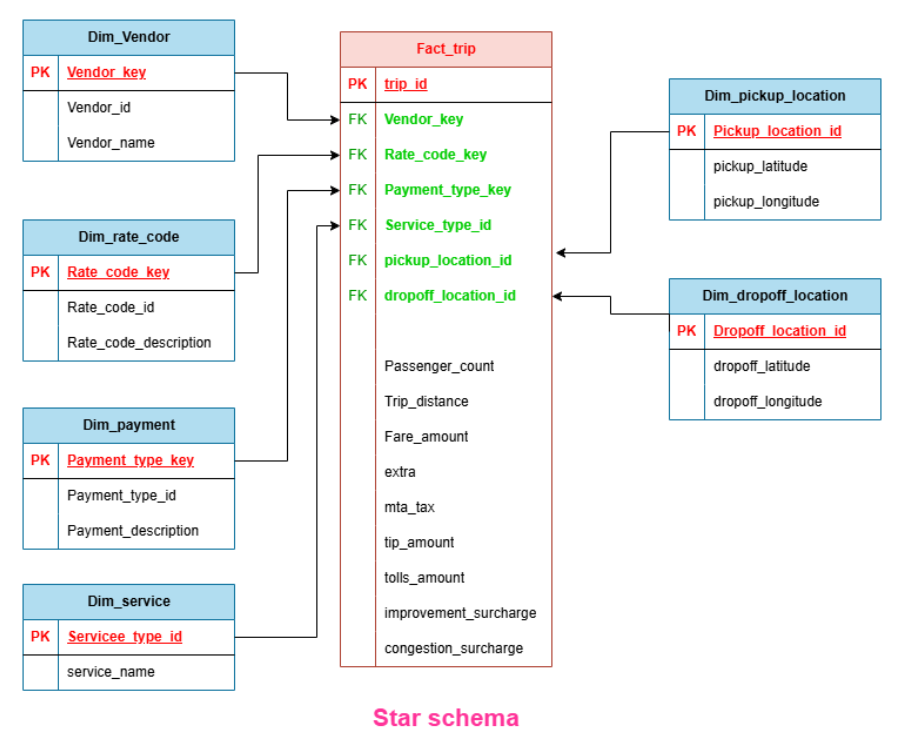 Dim_Vendor
PK Vendor_key
Vendor_id
Vendor_name
Dim_rate_code
PK Rate_code_key
Rate_code_id
Rate_code_description
Dim_payment
PK Payment_type_key
Payment_type_id
Payment_description
Dim_service
PK Servicee_type_id
service_name
Fact_trip
PK trip_id
FK Vendor_key
FK Rate_code_key
FK Payment_type_key
FK Service_type_id
FK pickup_location_id
FK dropoff_location_id
Passenger_count
Trip_distance
Fare_amount
extra
mta_tax
tip_amount
tolls_amount
improvement_surcharge
congestion_surcharge
Dim_pickup_location
PK Pickup_location_id
pickup_latitude
pickup_longitude
Dim_dropoff_location
PK Dropoff_location_id
dropoff_latitude
dropoff_longitude
Star schema